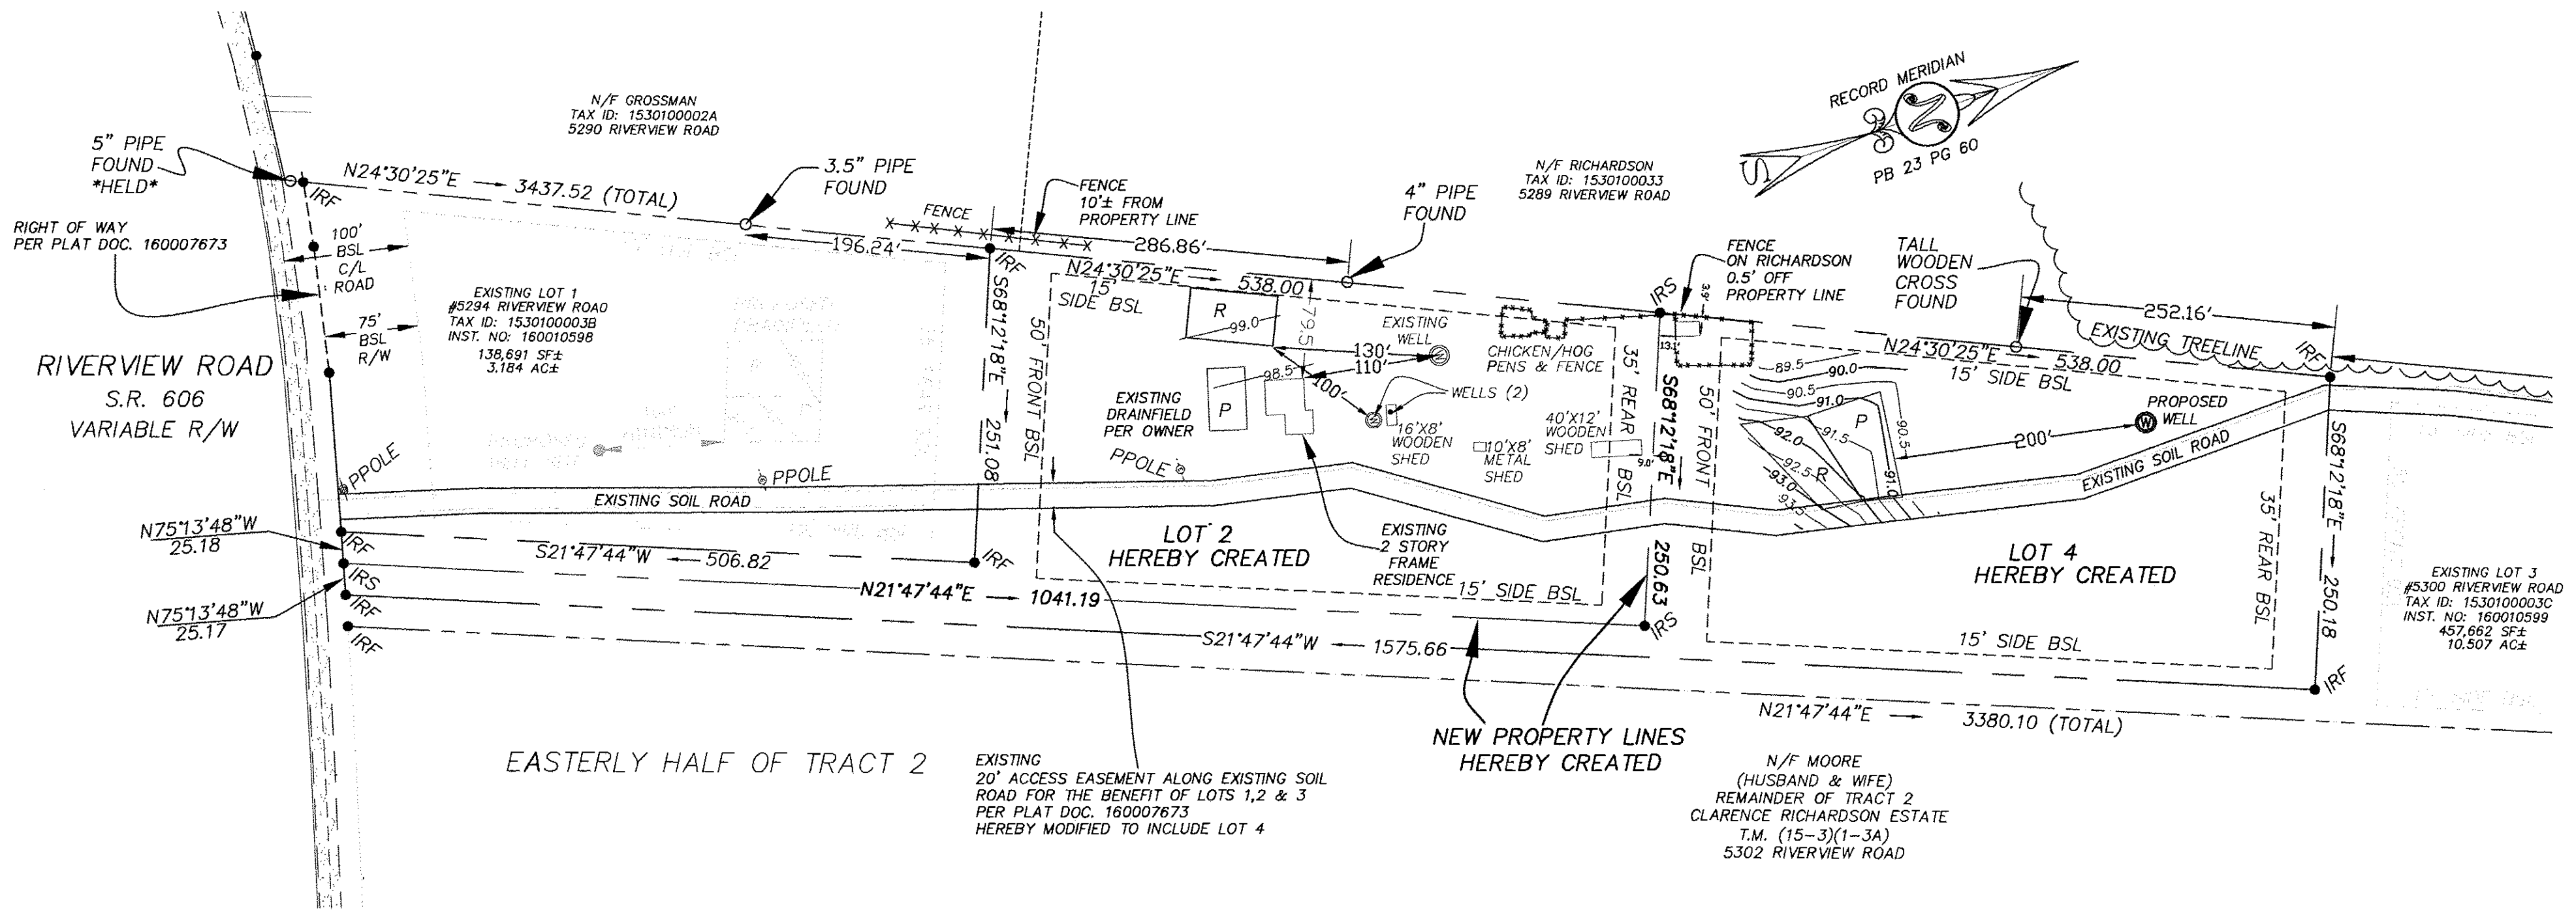 N/F GROSSMAN
TAX ID: 1530100002A
5290 RIVERVIEW ROAD
5" PIPE
FOUND
*HELD*
IRF
N24°30'25"E 3437.52 (TOTAL)
3.5" PIPE
FOUND
FENCE
FENCE
10'± FROM
PROPERTY LINE
196.24'
286.86'
4" PIPE
FOUND
N/F RICHARDSON
TAX ID: 1530100033
5289 RIVERVIEW ROAD
RECORD MERIDIAN
N
S
PB 23 PG 60
RIGHT OF WAY
PER PLAT DOC. 160007673
100'
BSL
C/L
ROAD
75'
BSL
R/W
EXISTING LOT 1
#5294 RIVERVIEW ROAD
TAX ID: 1530100003B
INST. NO: 160010598
138,691 SF±
3.184 AC±
RIVERVIEW ROAD
S.R. 606
VARIABLE R/W
IRF
N24°30'25"E
538.00
15'
SIDE BSL
50' FRONT BSL
S68°12'18"E 251.08
R
99.0
79.5'
EXISTING
WELL
130'
110'
100'
98.5
P
EXISTING
DRAINFIELD
PER OWNER
WELLS (2)
16'X8'
WOODEN
SHED
10'X8'
METAL
SHED
40'X12'
WOODEN
SHED
9.0'
CHICKEN/HOG
PENS & FENCE
35' REAR BSL
IRS
FENCE
ON RICHARDSON
0.5' OFF
PROPERTY LINE
3.9'
13.1'
S68°12'18"E 250.63
50' FRONT BSL
TALL
WOODEN
CROSS
FOUND
252.16'
EXISTING TREELINE
N24°30'25"E
538.00
15' SIDE BSL
IRF
89.5
90.0
90.5
91.0
91.5
92.0
92.5
93.0
93.5
P
R
90.5
91.0
PROPOSED
WELL
W
200'
EXISTING SOIL ROAD
S68°12'18"E 250.18
35' REAR BSL
PPOLE
PPOLE
PPOLE
EXISTING SOIL ROAD
N75°13'48"W
25.18
IRF
S21°47'44"W 506.82
IRF
LOT 2
HEREBY CREATED
EXISTING
2 STORY
FRAME
RESIDENCE
LOT 4
HEREBY CREATED
EXISTING LOT 3
#5300 RIVERVIEW ROAD
TAX ID: 1530100003C
INST. NO: 160010599
457,662 SF±
10.507 AC±
N75°13'48"W
25.17
IRS
IRF
N21°47'44"E 1041.19
15' SIDE BSL
IRS
IRF
S21°47'44"W 1575.66
15' SIDE BSL
IRF
N21°47'44"E 3380.10 (TOTAL)
NEW PROPERTY LINES
HEREBY CREATED
EASTERLY HALF OF TRACT 2
EXISTING
20' ACCESS EASEMENT ALONG EXISTING SOIL
ROAD FOR THE BENEFIT OF LOTS 1,2 & 3
PER PLAT DOC. 160007673
HEREBY MODIFIED TO INCLUDE LOT 4
N/F MOORE
(HUSBAND & WIFE)
REMAINDER OF TRACT 2
CLARENCE RICHARDSON ESTATE
T.M. (15-3)(1-3A)
5302 RIVERVIEW ROAD